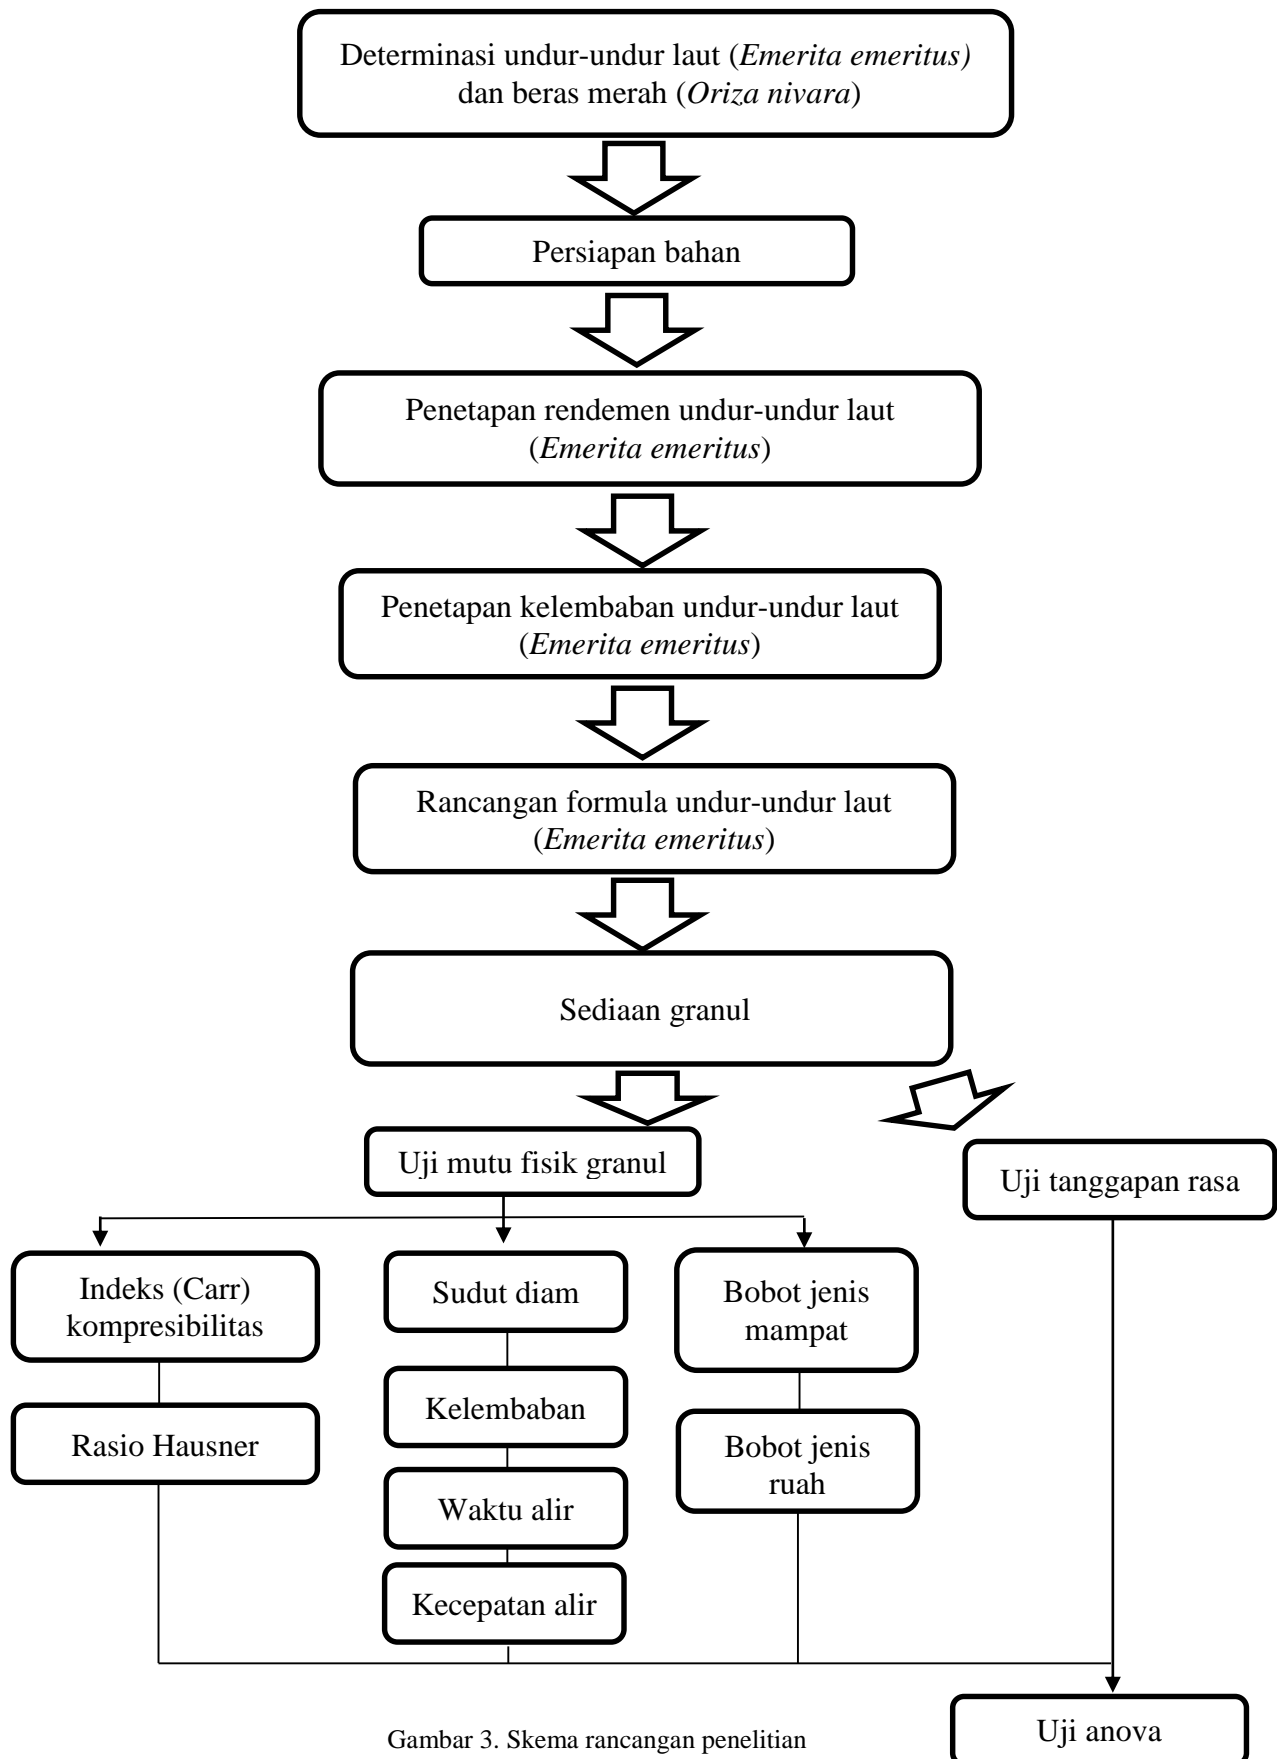 Determinasi undur-undur laut (Emerita emeritus)
dan beras merah (Oriza nivara)
Persiapan bahan
Penetapan rendemen undur-undur laut
(Emerita emeritus)
Penetapan kelembaban undur-undur laut
(Emerita emeritus)
Rancangan formula undur-undur laut
(Emerita emeritus)
Sediaan granul
Uji mutu fisik granul
Uji tanggapan rasa
Indeks (Carr)
kompresibilitas
Rasio Hausner
Sudut diam
Kelembaban
Waktu alir
Kecepatan alir
Bobot jenis
mampat
Bobot jenis
ruah
Uji anova
Gambar 3. Skema rancangan penelitian